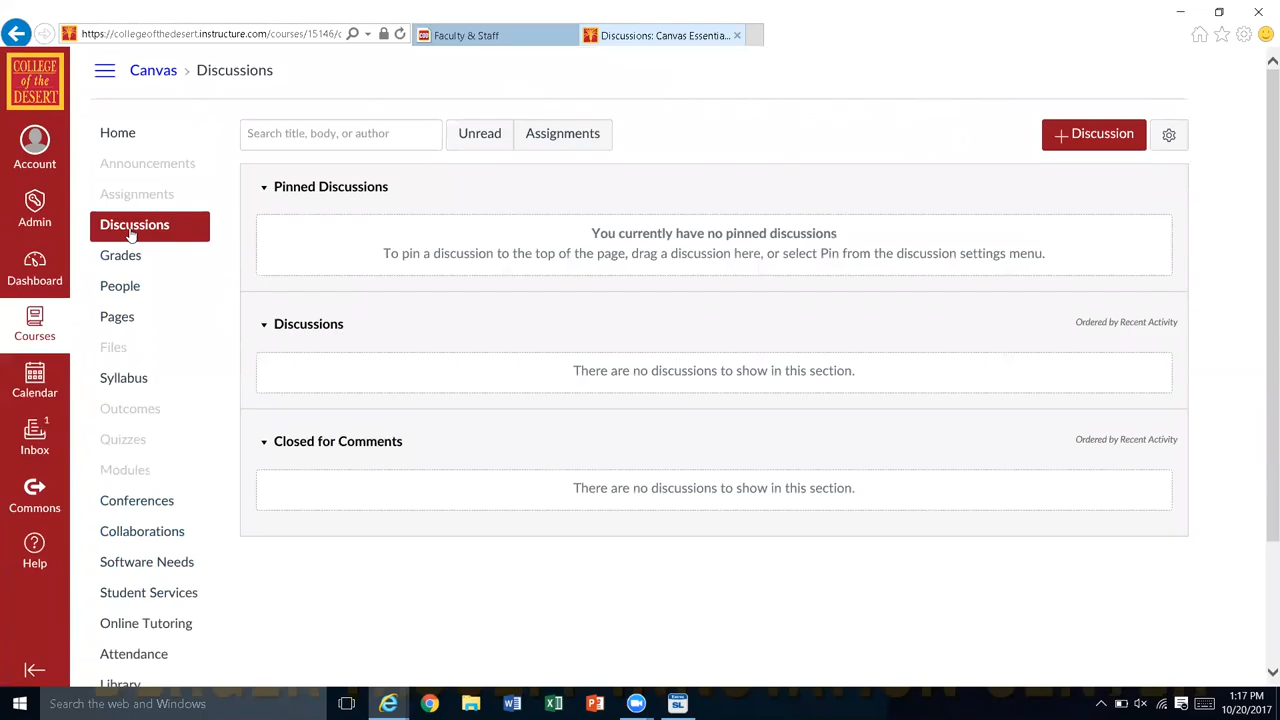 https://collegeofthedesert.instructure.com/courses/15146/
Faculty & Staff
Discussions: Canvas Essentia...
COLLEGE
of the
DESERT
Canvas > Discussions
Account
Admin
Dashboard
Courses
Calendar
1
Inbox
Commons
Help
Home
Announcements
Assignments
Discussions
Grades
People
Pages
Files
Syllabus
Outcomes
Quizzes
Modules
Conferences
Collaborations
Software Needs
Student Services
Online Tutoring
Attendance
Library
Search title, body, or author
Unread
Assignments
+ Discussion
Pinned Discussions
You currently have no pinned discussions
To pin a discussion to the top of the page, drag a discussion here, or select Pin from the discussion settings menu.
Discussions
Ordered by Recent Activity
There are no discussions to show in this section.
Closed for Comments
Ordered by Recent Activity
There are no discussions to show in this section.
Search the web and Windows
SL
1:17 PM
10/20/2017